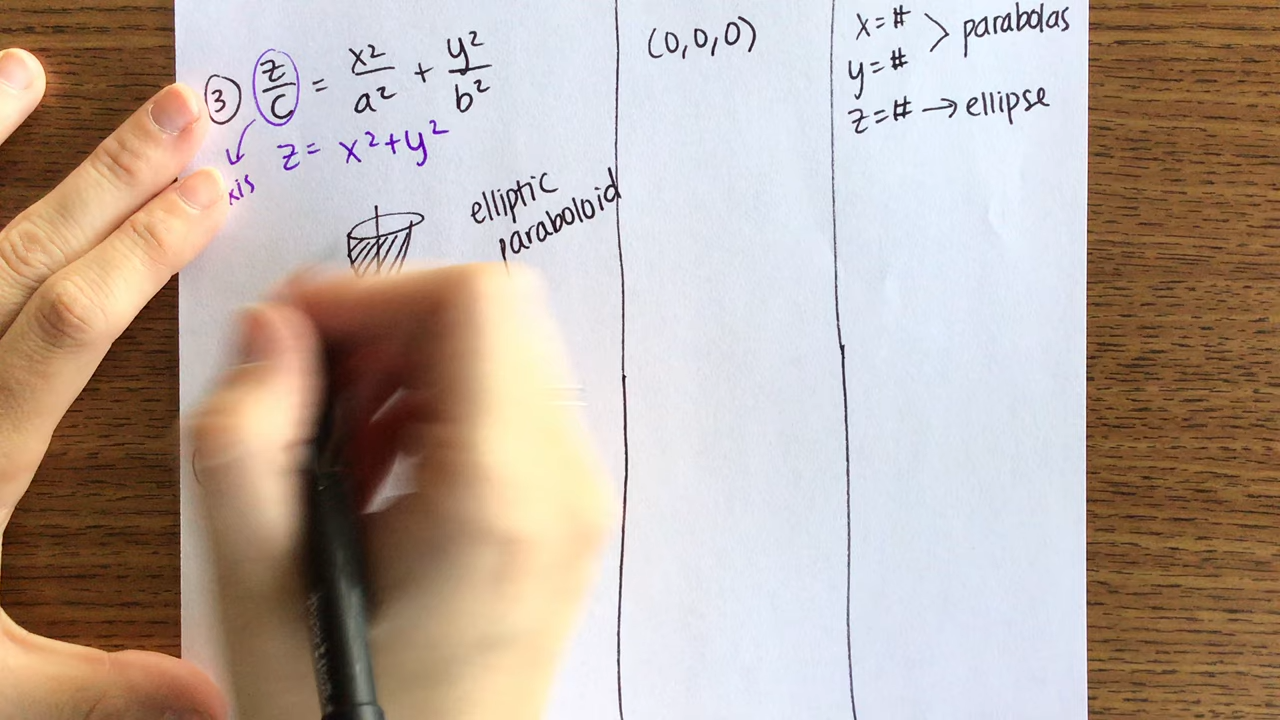 ③ z/c = x²/a² + y²/b²
z = x²+y²
xis
elliptic
paraboloid
(0,0,0)
x=# > parabolas
y=#
z=# → ellipse